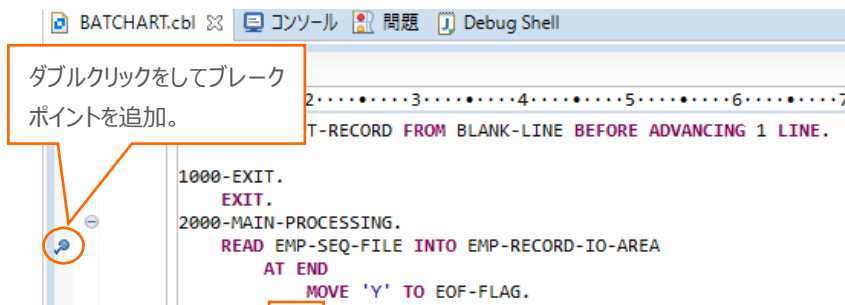 BATCHART.cbl コンソール 問題 Debug Shell
ダブルクリックをしてブレーク
ポイントを追加。
2････●････3････●････4････●････5････●････6････●････7
T-RECORD FROM BLANK-LINE BEFORE ADVANCING 1 LINE.
1000-EXIT.
EXIT.
2000-MAIN-PROCESSING.
READ EMP-SEQ-FILE INTO EMP-RECORD-IO-AREA
AT END
MOVE 'Y' TO EOF-FLAG.